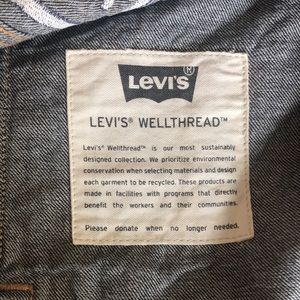 LEVI'S ®
LEVI'S® WELLTHREAD™
Levi's® Wellthread™ is our most sustainably
designed collection. We prioritize environmental
conservation when selecting materials and design
each garment to be recycled. These products are
made in facilities with programs that directly
benefit the workers and their communities.
Please donate when no longer needed.